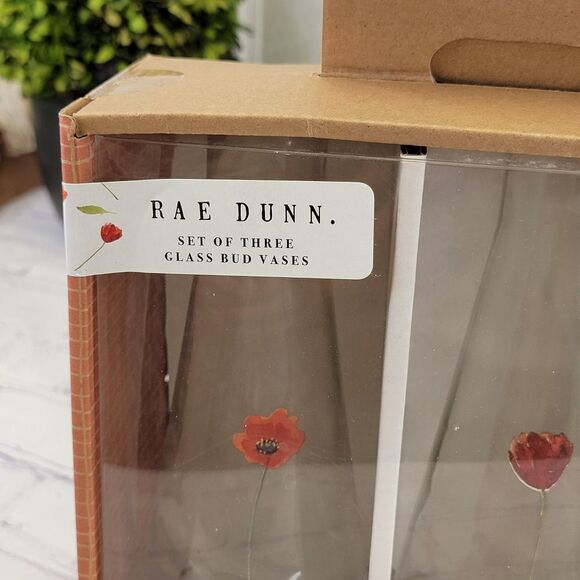 RAE DUNN.
SET OF THREE
GLASS BUD VASES